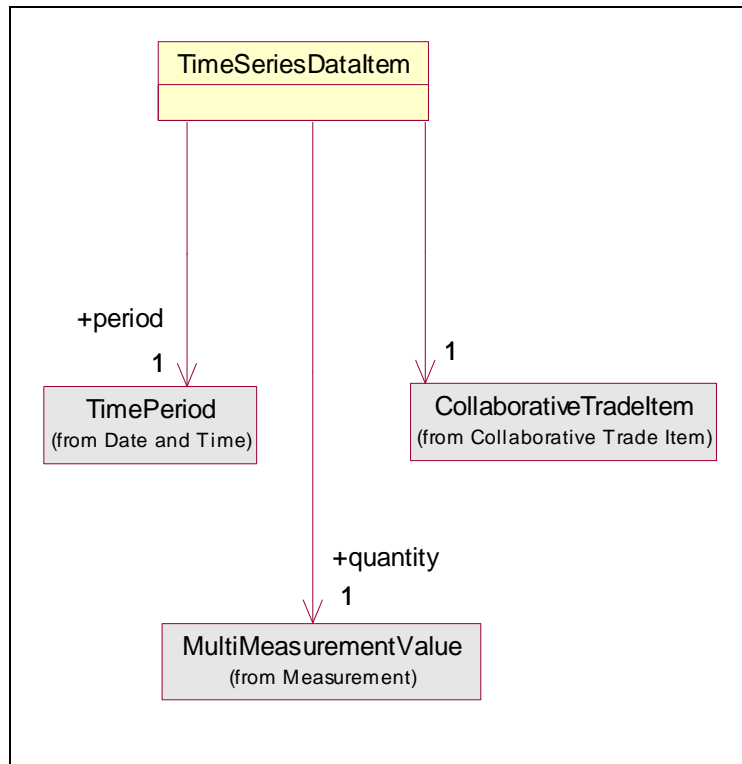 TimeSeriesDataItem
+period
1
1
TimePeriod
(from Date and Time)
CollaborativeTradeItem
(from Collaborative Trade Item)
+quantity
1
MultiMeasurementValue
(from Measurement)